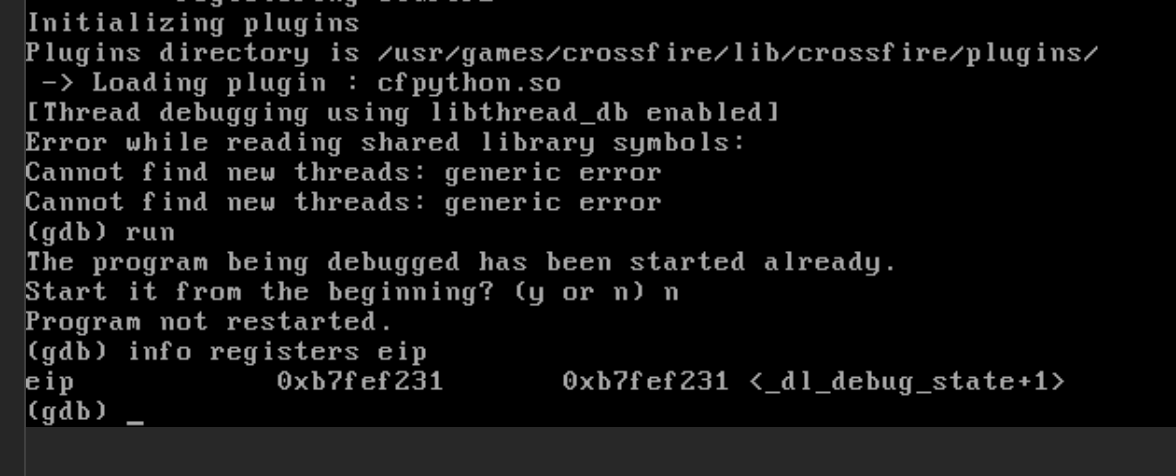 Initializing plugins
Plugins directory is /usr/games/crossfire/lib/crossfire/plugins/
 -> Loading plugin : cfpython.so
[Thread debugging using libthread_db enabled]
Error while reading shared library symbols:
Cannot find new threads: generic error
Cannot find new threads: generic error
(gdb) run
The program being debugged has been started already.
Start it from the beginning? (y or n) n
Program not restarted.
(gdb) info registers eip
eip            0xb7fef231       0xb7fef231 <_dl_debug_state+1>
(gdb) _